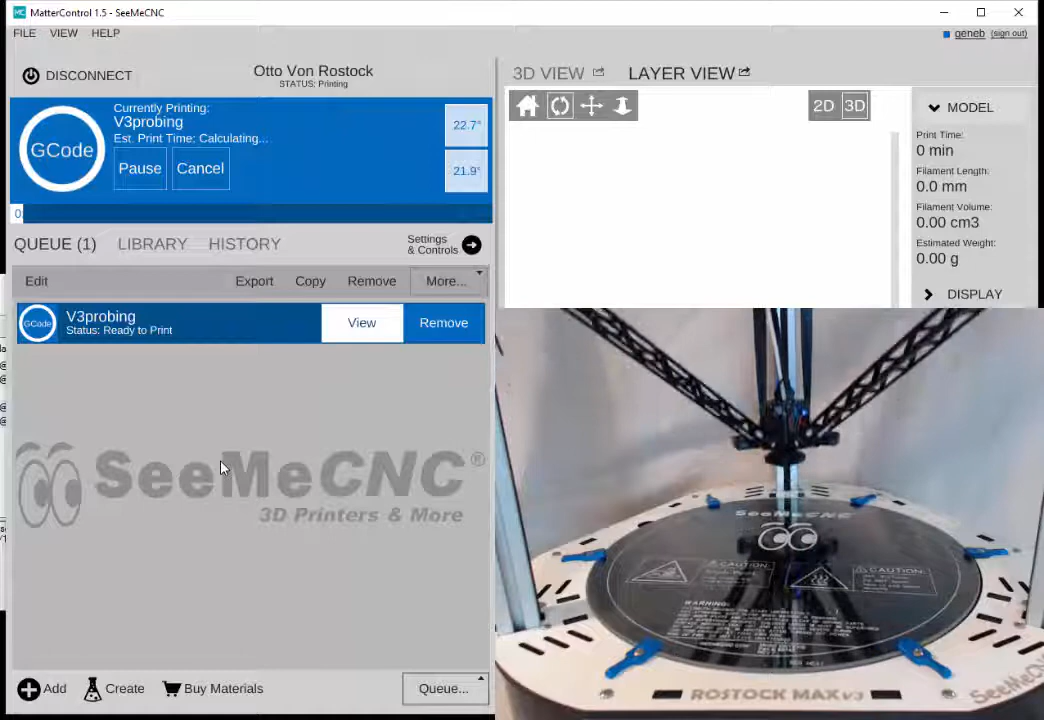 MatterControl 1.5 - SeeMeCNC
FILE VIEW HELP
geneb (sign out)
DISCONNECT
Otto Von Rostock
STATUS: Printing
GCode
Currently Printing:
V3probing
Est. Print Time: Calculating...
Pause Cancel
22.7°
21.9°
0
QUEUE (1) LIBRARY HISTORY
Settings
& Controls
Edit Export Copy Remove More...
GCode
V3probing
Status: Ready to Print
View Remove
SeeMeCNC®
3D Printers & More
Add Create Buy Materials Queue...
3D VIEW LAYER VIEW
2D 3D
MODEL
Print Time:
0 min
Filament Length:
0.0 mm
Filament Volume:
0.00 cm3
Estimated Weight:
0.00 g
DISPLAY
SeeMeCNC
CAUTION:
CAUTION:
WARNING:
ROSTOCK MAX V3
SeeMeCNC